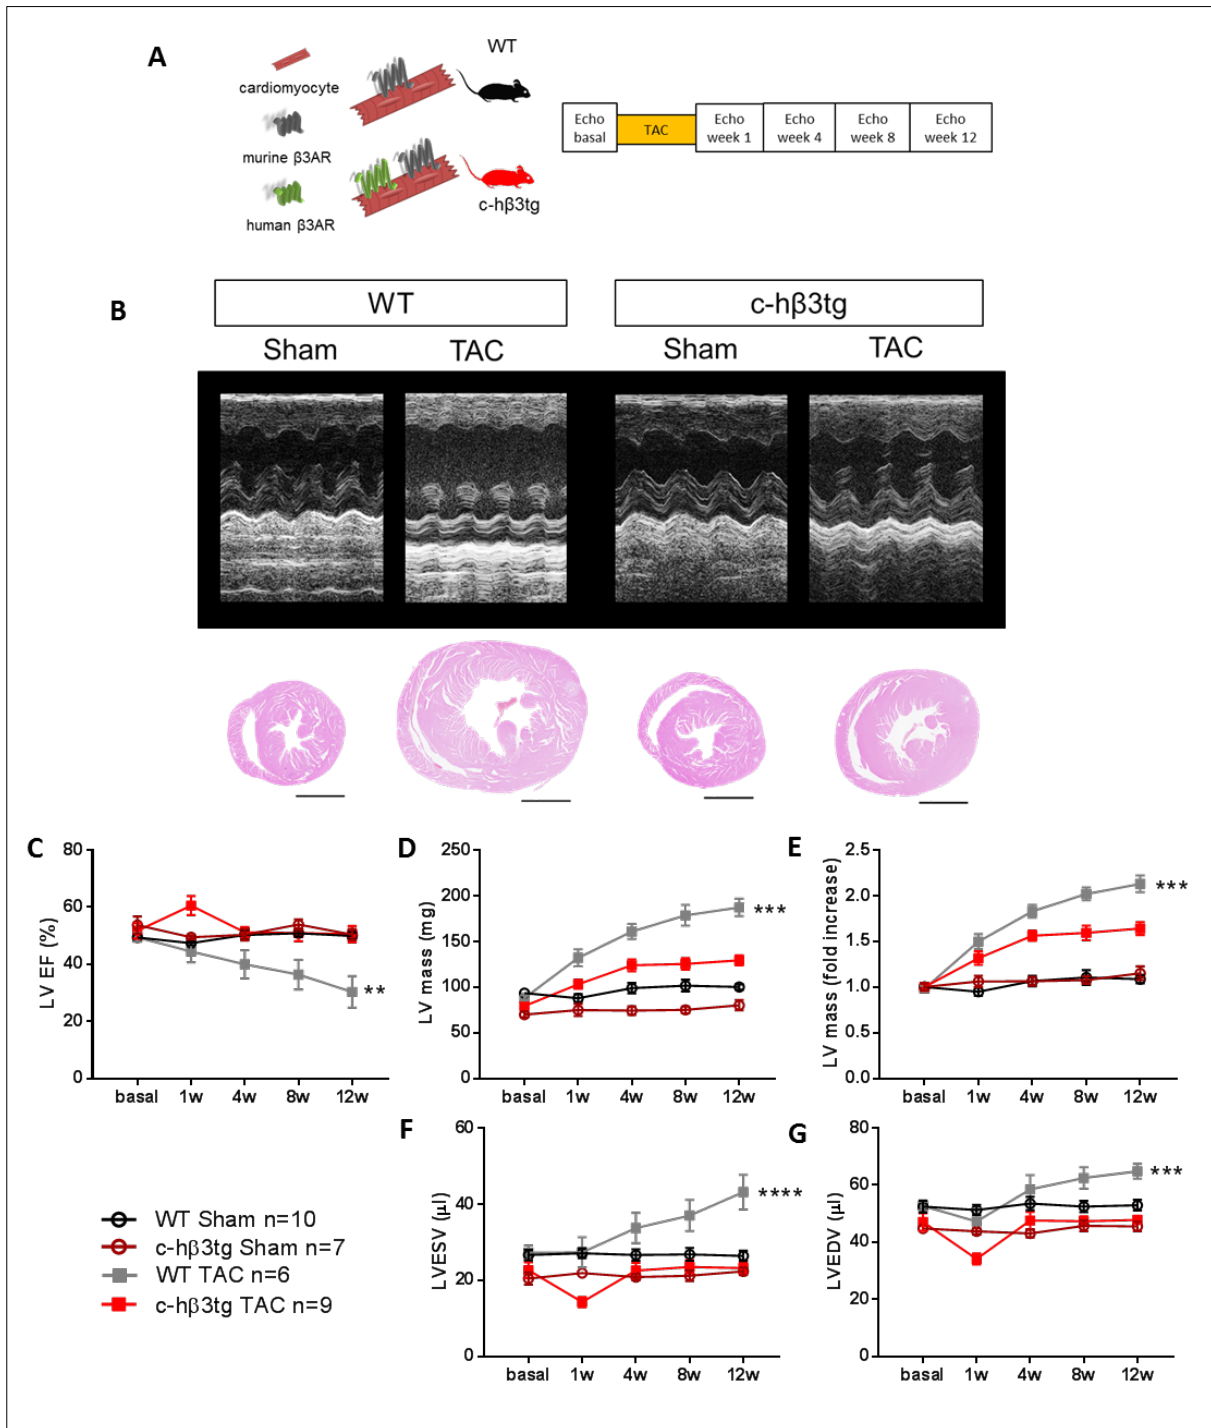 A
WT
cardiomyocyte
murine β3AR
human β3AR
c-hβ3tg
Echo basal
TAC
Echo week 1
Echo week 4
Echo week 8
Echo week 12
B
WT
c-hβ3tg
Sham
TAC
Sham
TAC
C
LV EF (%)
80
60
40
20
0
**
basal 1w 4w 8w 12w
D
LV mass (mg)
250
200
150
100
50
0
***
basal 1w 4w 8w 12w
E
LV mass (fold increase)
2.5
2.0
1.5
1.0
0.5
0.0
***
basal 1w 4w 8w 12w
F
LVESV (µl)
60
40
20
0
****
basal 1w 4w 8w 12w
G
LVEDV (µl)
80
60
40
20
0
***
basal 1w 4w 8w 12w
WT Sham n=10
c-hβ3tg Sham n=7
WT TAC n=6
c-hβ3tg TAC n=9